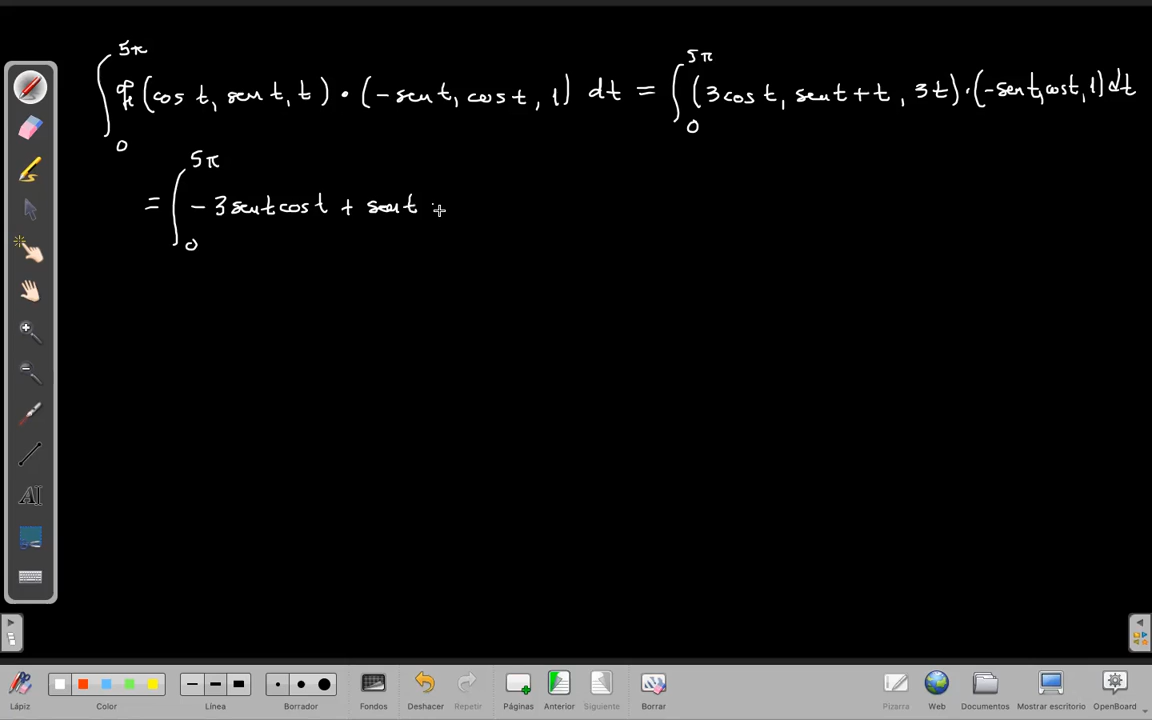 ∫₀^{5π} F(cos t, sen t, t) • (-sen t, cos t, 1) dt = ∫₀^{5π} (3cos t, sen t + t, 3t)·(-sen t, cos t, 1) dt
= ∫₀^{5π} - 3 sen t cos t + sen t
Lápiz Color Línea Borrador Fondos Deshacer Repetir Páginas Anterior Siguiente Borrar Pizarra Web Documentos Mostrar escritorio OpenBoard